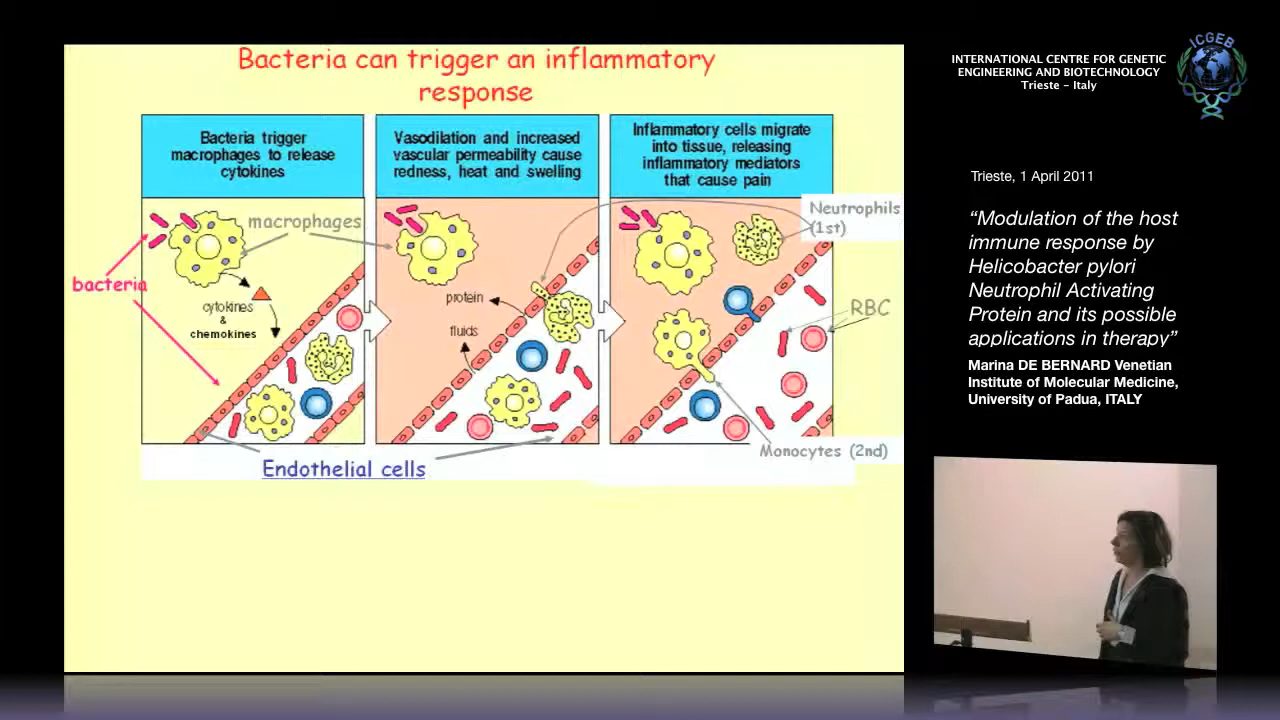 Bacteria can trigger an inflammatory
response
Bacteria trigger
macrophages to release
cytokines
Vasodilation and increased
vascular permeability cause
redness, heat and swelling
Inflammatory cells migrate
into tissue, releasing
inflammatory mediators
that cause pain
macrophages
bacteria
cytokines
&
chemokines
protein
fluids
Neutrophils
(1st)
RBC
Monocytes (2nd)
Endothelial cells
ICGEB
INTERNATIONAL CENTRE FOR GENETIC
ENGINEERING AND BIOTECHNOLOGY
Trieste - Italy
Trieste, 1 April 2011
“Modulation of the host
immune response by
Helicobacter pylori
Neutrophil Activating
Protein and its possible
applications in therapy”
Marina DE BERNARD Venetian
Institute of Molecular Medicine,
University of Padua, ITALY